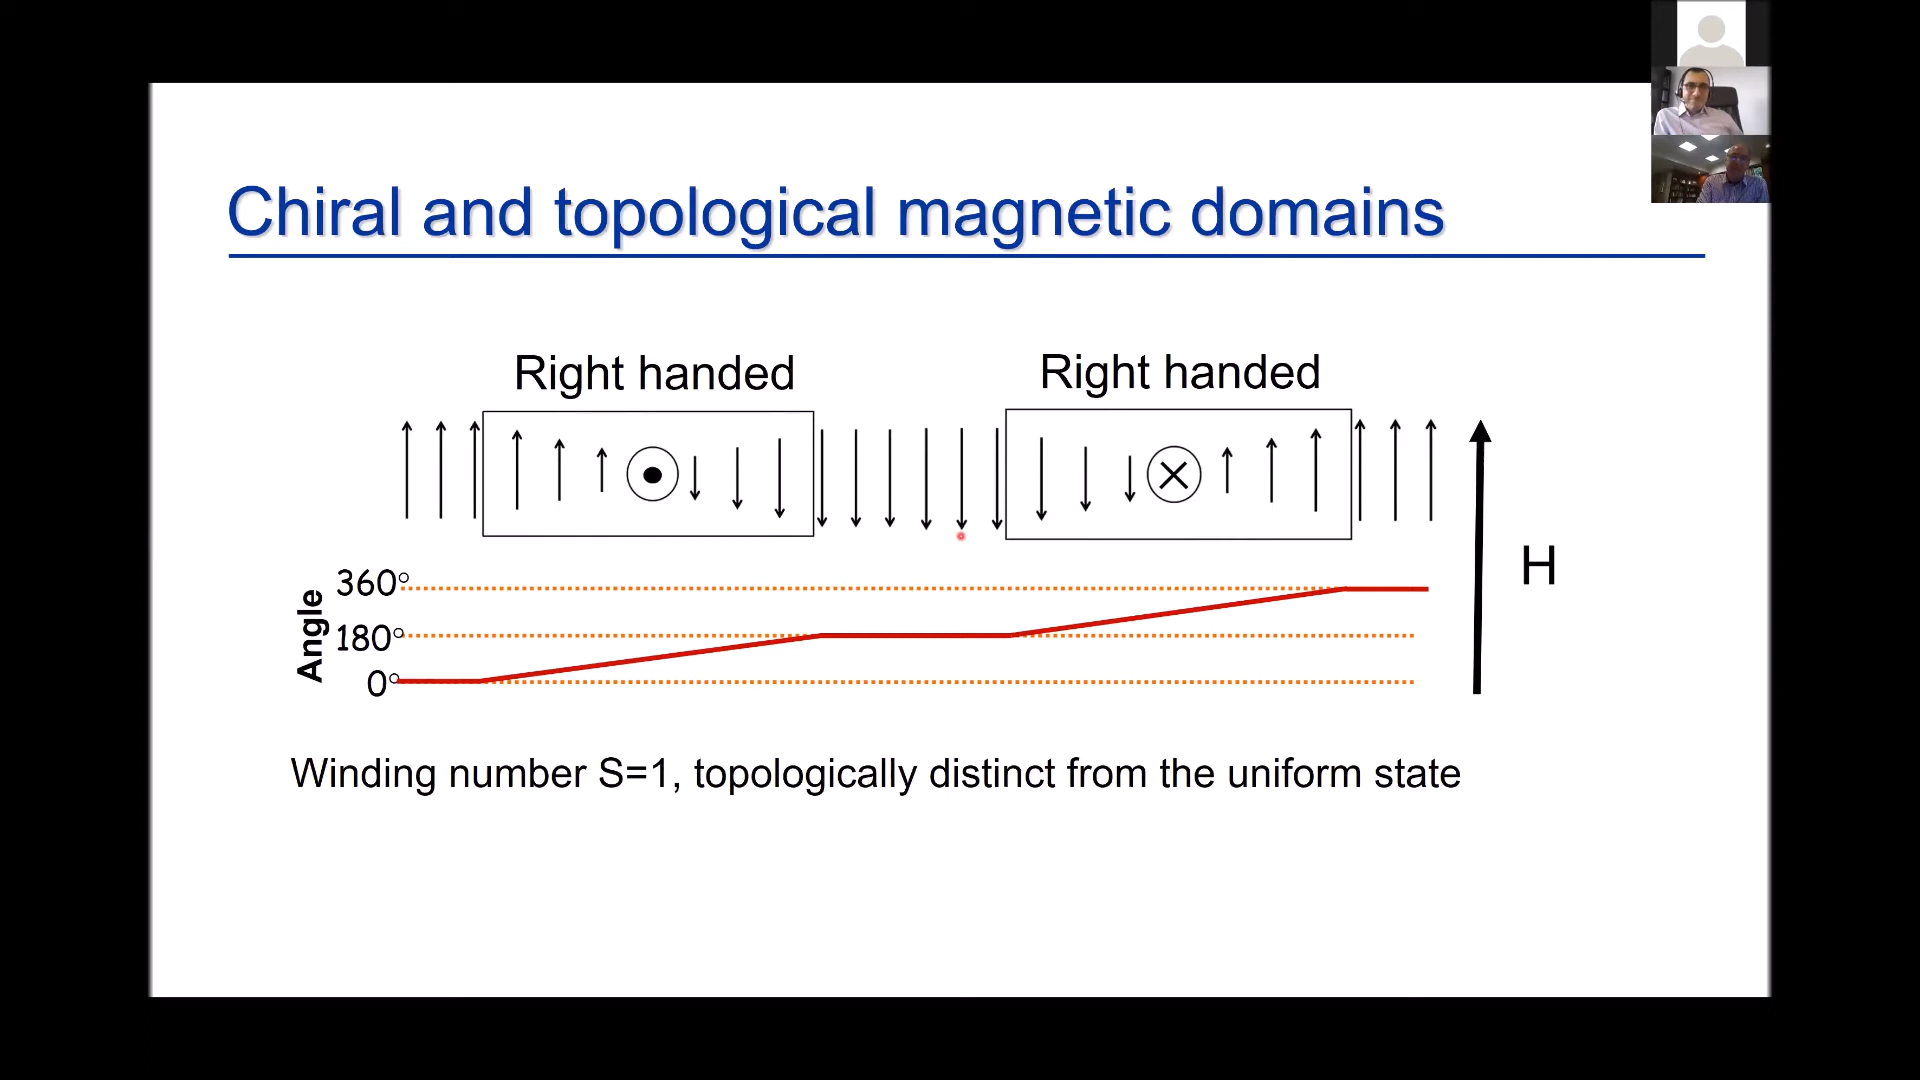 Chiral and topological magnetic domains
Right handed
Right handed
H
Angle
360°
180°
0°
Winding number S=1, topologically distinct from the uniform state